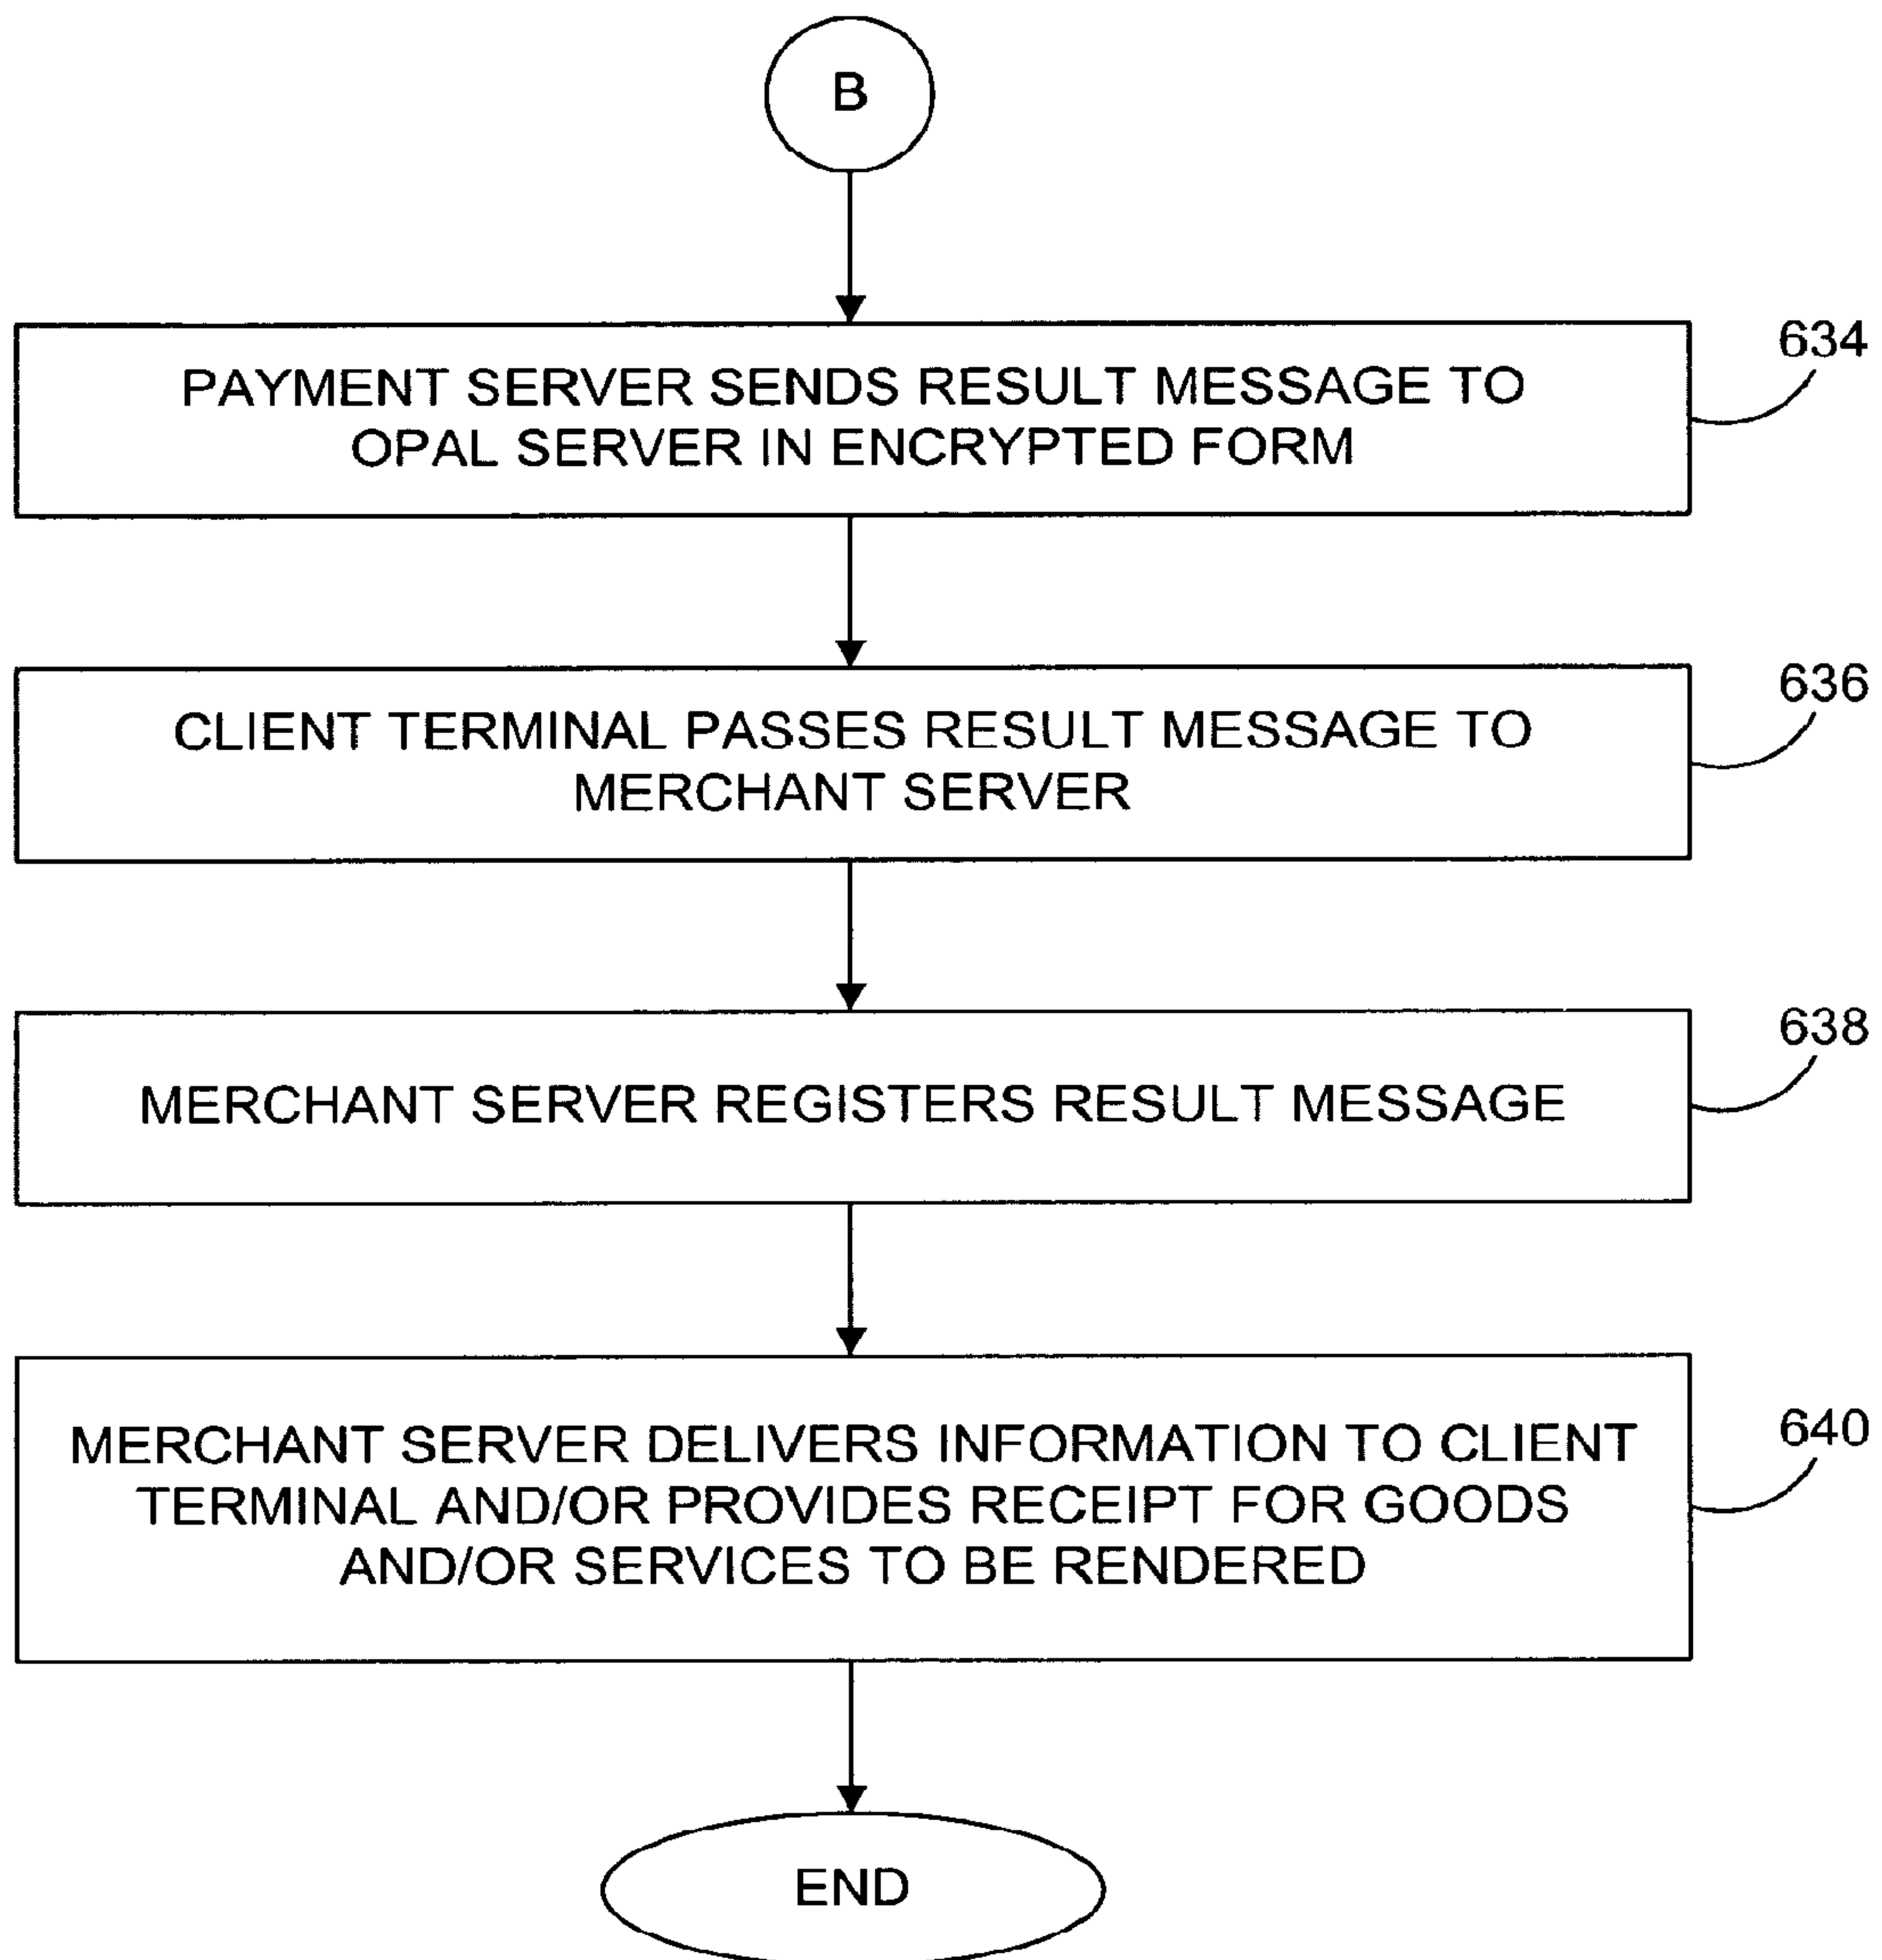 B
634
PAYMENT SERVER SENDS RESULT MESSAGE TO
OPAL SERVER IN ENCRYPTED FORM
636
CLIENT TERMINAL PASSES RESULT MESSAGE TO
MERCHANT SERVER
638
MERCHANT SERVER REGISTERS RESULT MESSAGE
640
MERCHANT SERVER DELIVERS INFORMATION TO CLIENT
TERMINAL AND/OR PROVIDES RECEIPT FOR GOODS
AND/OR SERVICES TO BE RENDERED
END